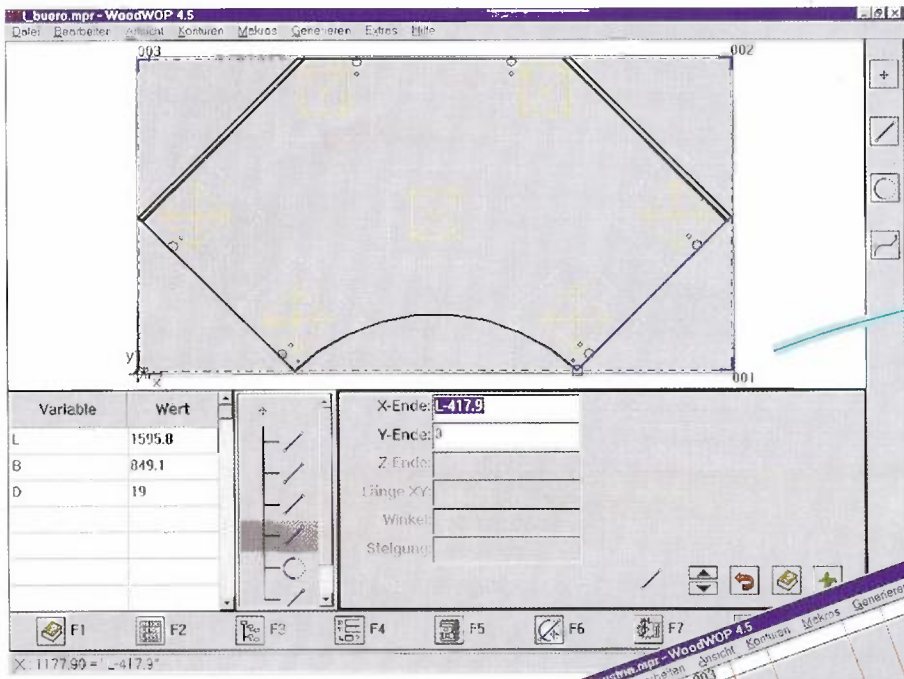 t_buero.mpr - WoodWOP 4.5
Datei Bearbeiten Ansicht Konturen Makros Generieren Extras Hilfe
003
002
y
x
001
Variable Wert
L 1595.8
B 849.1
D 19
X-Ende: L-417.9
Y-Ende: 0
Z-Ende:
Länge XY:
Winkel:
Steigung:
F1 F2 F3 F4 F5 F6 F7
X: 1177.90 = "L-417.9"
.mpr - WoodWOP 4.5
Ansicht Konturen Makros Generieren